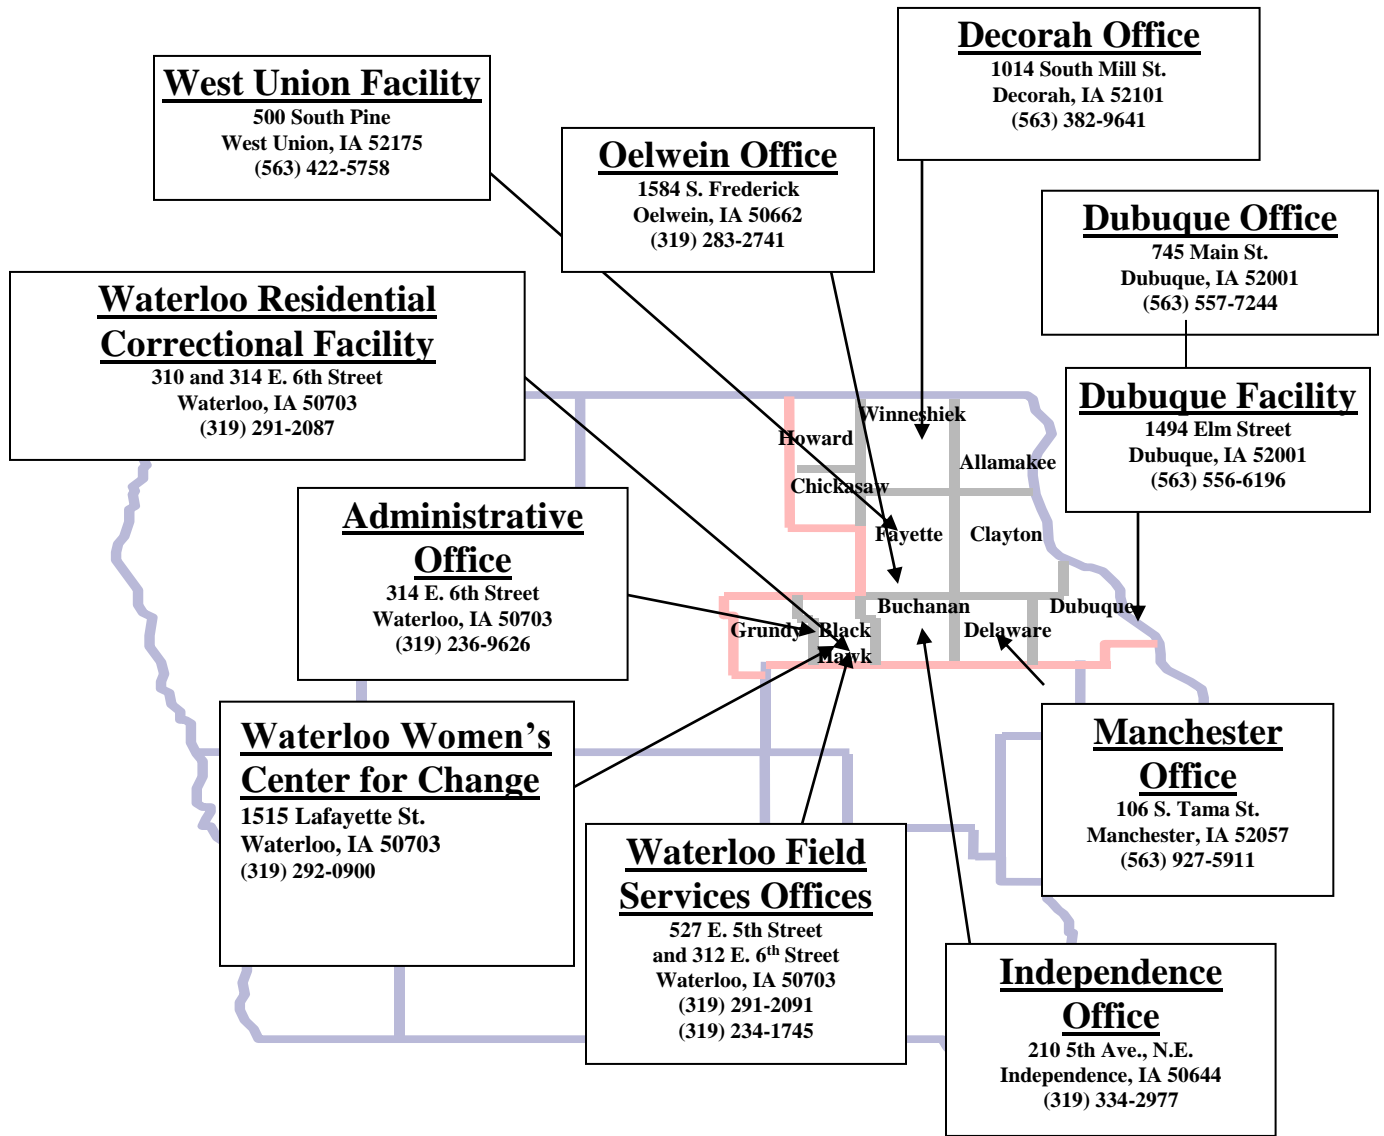 Decorah Office
1014 South Mill St.
Decorah, IA 52101
(563) 382-9641
West Union Facility
500 South Pine
West Union, IA 52175
(563) 422-5758
Oelwein Office
1584 S. Frederick
Oelwein, IA 50662
(319) 283-2741
Dubuque Office
745 Main St.
Dubuque, IA 52001
(563) 557-7244
Waterloo Residential
Correctional Facility
310 and 314 E. 6th Street
Waterloo, IA 50703
(319) 291-2087
Dubuque Facility
1494 Elm Street
Dubuque, IA 52001
(563) 556-6196
Winneshiek
Howard
Allamakee
Chickasaw
Fayette
Clayton
Buchanan
Dubuque
Grundy
Black
Hawk
Delaware
Administrative
Office
314 E. 6th Street
Waterloo, IA 50703
(319) 236-9626
Waterloo Women’s
Center for Change
1515 Lafayette St.
Waterloo, IA 50703
(319) 292-0900
Waterloo Field
Services Offices
527 E. 5th Street
and 312 E. 6th Street
Waterloo, IA 50703
(319) 291-2091
(319) 234-1745
Manchester
Office
106 S. Tama St.
Manchester, IA 52057
(563) 927-5911
Independence
Office
210 5th Ave., N.E.
Independence, IA 50644
(319) 334-2977